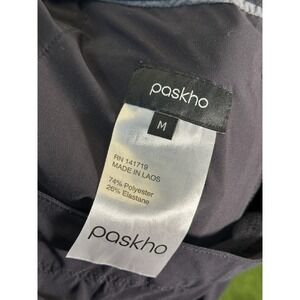 paskho
M
RN 141719
MADE IN LAOS
74% Polyester
26% Elastane
paskho